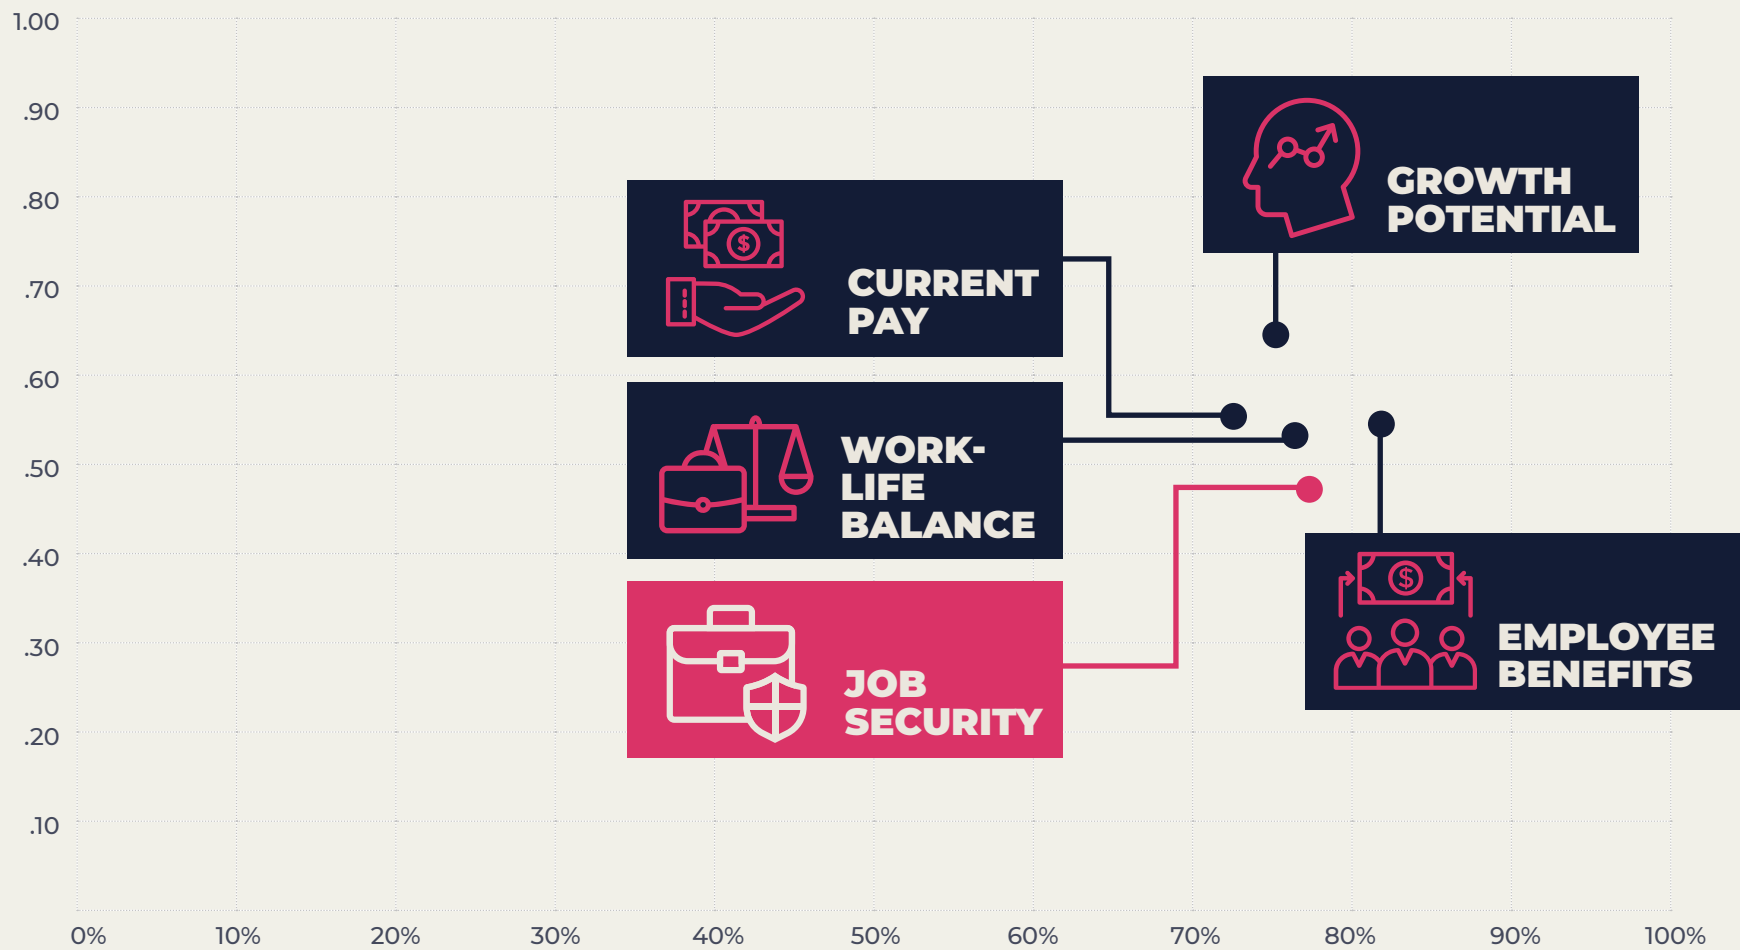 1.00
.90
.80
.70
.60
.50
.40
.30
.20
.10
GROWTH
POTENTIAL
$
CURRENT
PAY
WORK-
LIFE
BALANCE
$
EMPLOYEE
BENEFITS
JOB
SECURITY
0% 10% 20% 30% 40% 50% 60% 70% 80% 90% 100%